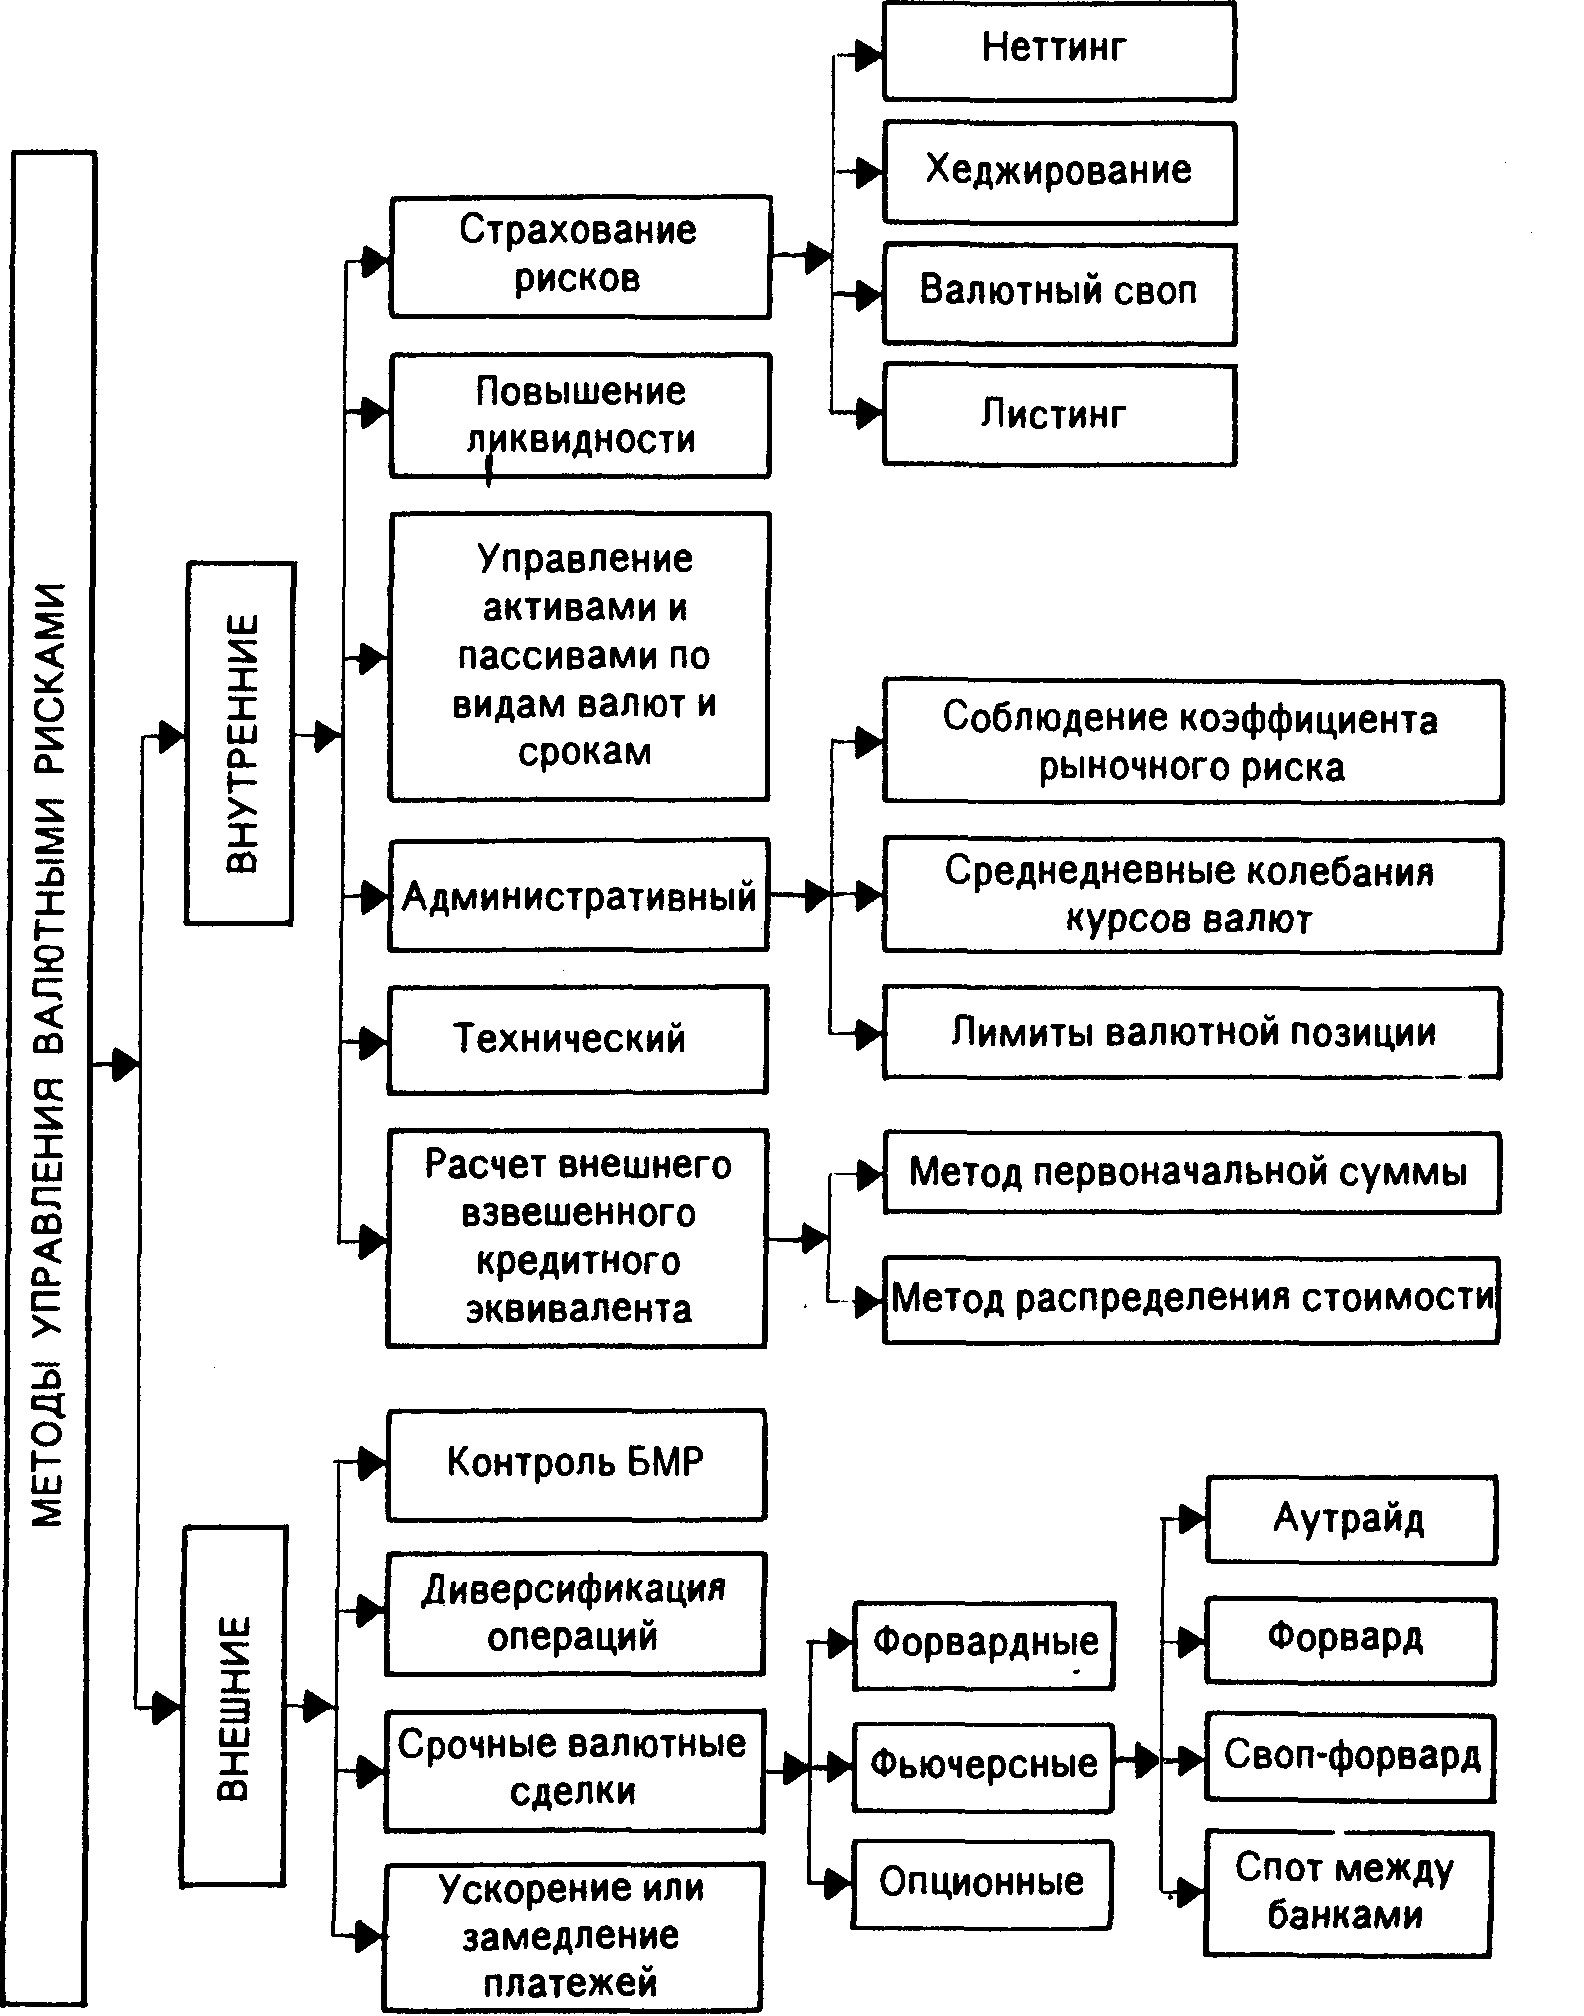 МЕТОДЫ УПРАВЛЕНИЯ ВАЛЮТНЫМИ РИСКАМИ
ВНУТРЕННИЕ
Страхование
рисков
Неттинг
Хеджирование
Валютный своп
Листинг
Повышение
ликвидности
Управление
активами и
пассивами по
видам валют и
срокам
Административный
Соблюдение коэффициента
рыночного риска
Среднедневные колебания
курсов валют
Лимиты валютной позиции
Технический
Расчет внешнего
взвешенного
кредитного
эквивалента
Метод первоначальной суммы
Метод распределения стоимости
ВНЕШНИЕ
Контроль БМР
Диверсификация
операций
Срочные валютные
сделки
Форвардные
Фьючерсные
Опционные
Аутрайд
Форвард
Своп-форвард
Спот между
банками
Ускорение или
замедление
платежей